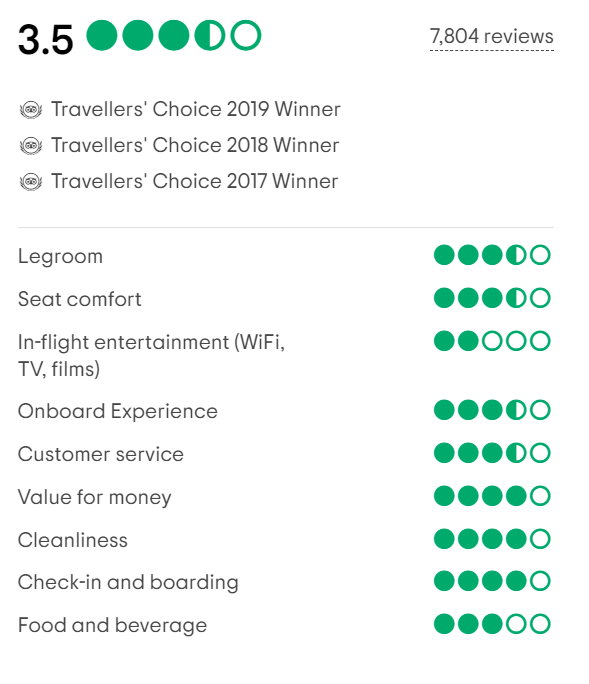 3.5
7,804 reviews
Travellers' Choice 2019 Winner
Travellers' Choice 2018 Winner
Travellers' Choice 2017 Winner
Legroom
Seat comfort
In-flight entertainment (WiFi,
TV, films)
Onboard Experience
Customer service
Value for money
Cleanliness
Check-in and boarding
Food and beverage